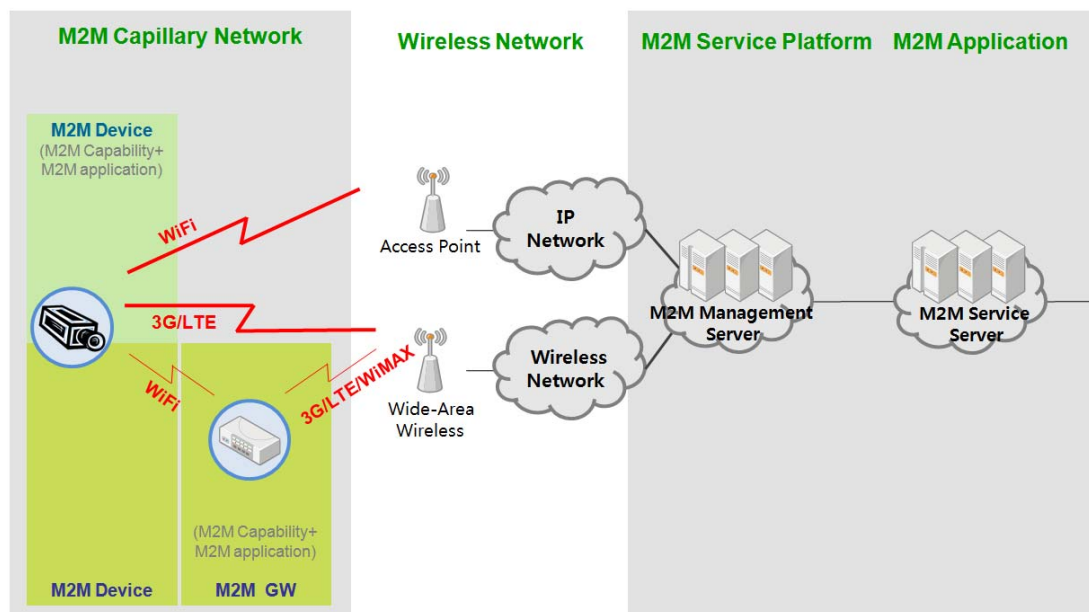 M2M Capillary Network
Wireless Network
M2M Service Platform
M2M Application
M2M Device
(M2M Capability+
M2M application)
WiFi
3G/LTE
WiFi
3G/LTE/WiMAX
(M2M Capability+
M2M application)
M2M Device
M2M GW
Access Point
IP
Network
Wide-Area
Wireless
Wireless
Network
M2M Management
Server
M2M Service
Server